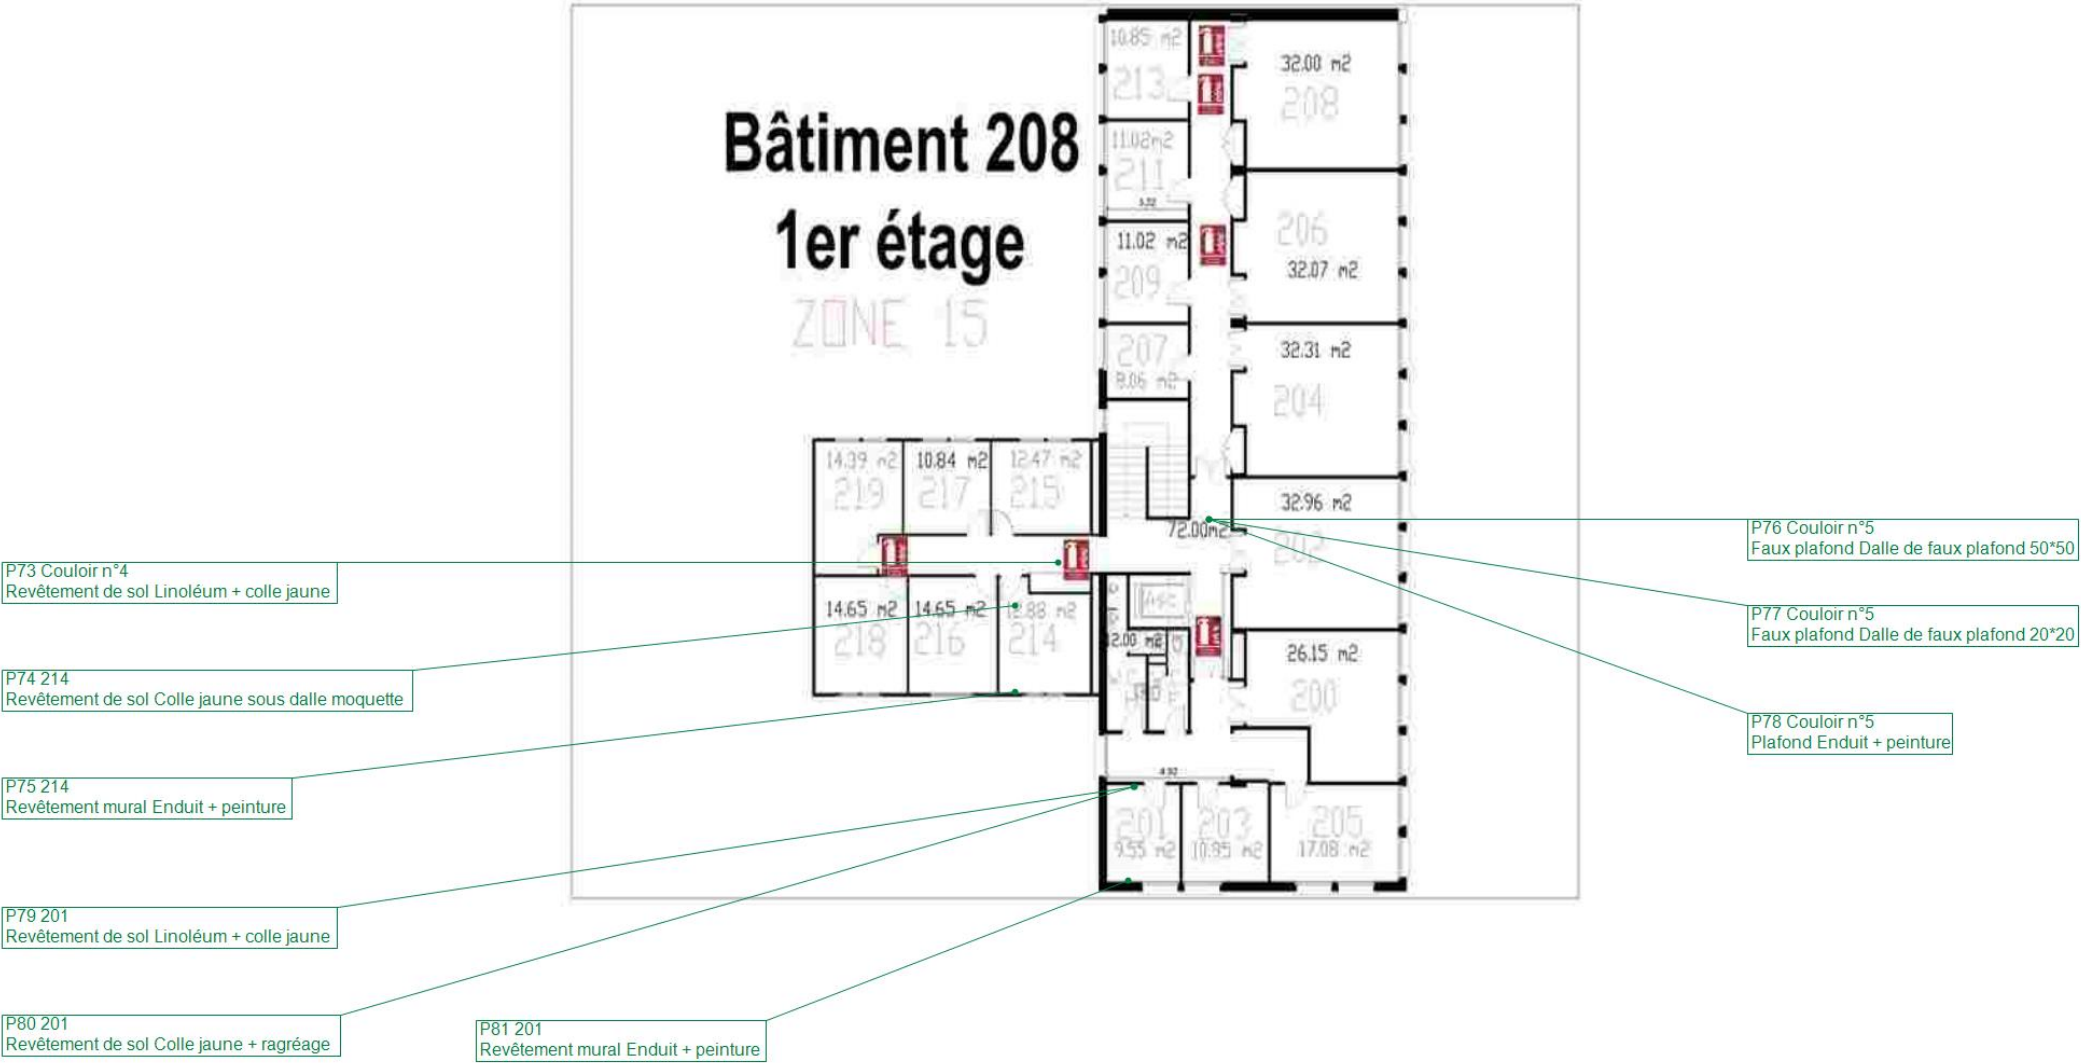 Bâtiment 208
1er étage
ZONE 15
10.85 m2
213
32.00 m2
208
11.02m2
211
3.32
206
32.07 m2
11.02 m2
209
207
8.06 m2
32.31 m2
204
14.39 m2
219
10.84 m2
217
12.47 m2
215
32.96 m2
202
72.00m2
14.65 m2
218
14.65 m2
216
12.88 m2
214
Asc
12.00 m2
26.15 m2
200
4.92
201
9.55 m2
203
10.95 m2
205
17.08 m2
P73 Couloir n°4
Revêtement de sol Linoléum + colle jaune
P74 214
Revêtement de sol Colle jaune sous dalle moquette
P75 214
Revêtement mural Enduit + peinture
P76 Couloir n°5
Faux plafond Dalle de faux plafond 50*50
P77 Couloir n°5
Faux plafond Dalle de faux plafond 20*20
P78 Couloir n°5
Plafond Enduit + peinture
P79 201
Revêtement de sol Linoléum + colle jaune
P80 201
Revêtement de sol Colle jaune + ragréage
P81 201
Revêtement mural Enduit + peinture